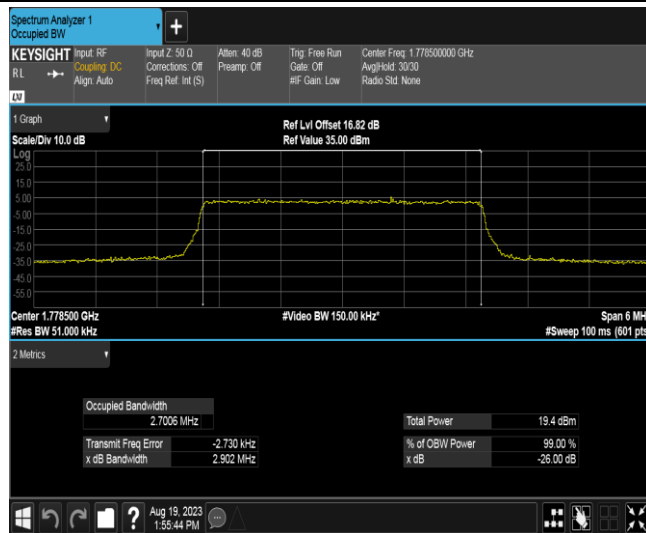 Spectrum Analyzer 1
Occupied BW
+
KEYSIGHT Input: RF Input Z: 50 Ω Atten: 40 dB Trig: Free Run Center Freq: 1.778500000 GHz
RL Coupling: DC Corrections: Off Preamp: Off Gate: Off Avg|Hold: 30/30
Align: Auto Freq Ref: Int (S) #IF Gain: Low Radio Std: None
1 Graph
Ref Lvl Offset 16.82 dB
Scale/Div 10.0 dB Ref Value 35.00 dBm
Log
25.0
15.0
5.00
-5.00
-15.0
-25.0
-35.0
-45.0
-55.0
Center 1.778500 GHz #Video BW 150.00 kHz* Span 6 MH
#Res BW 51.000 kHz #Sweep 100 ms (601 pts
2 Metrics
Occupied Bandwidth
2.7006 MHz Total Power 19.4 dBm
Transmit Freq Error -2.730 kHz % of OBW Power 99.00 %
x dB Bandwidth 2.902 MHz x dB -26.00 dB
? Aug 19, 2023
1:55:44 PM